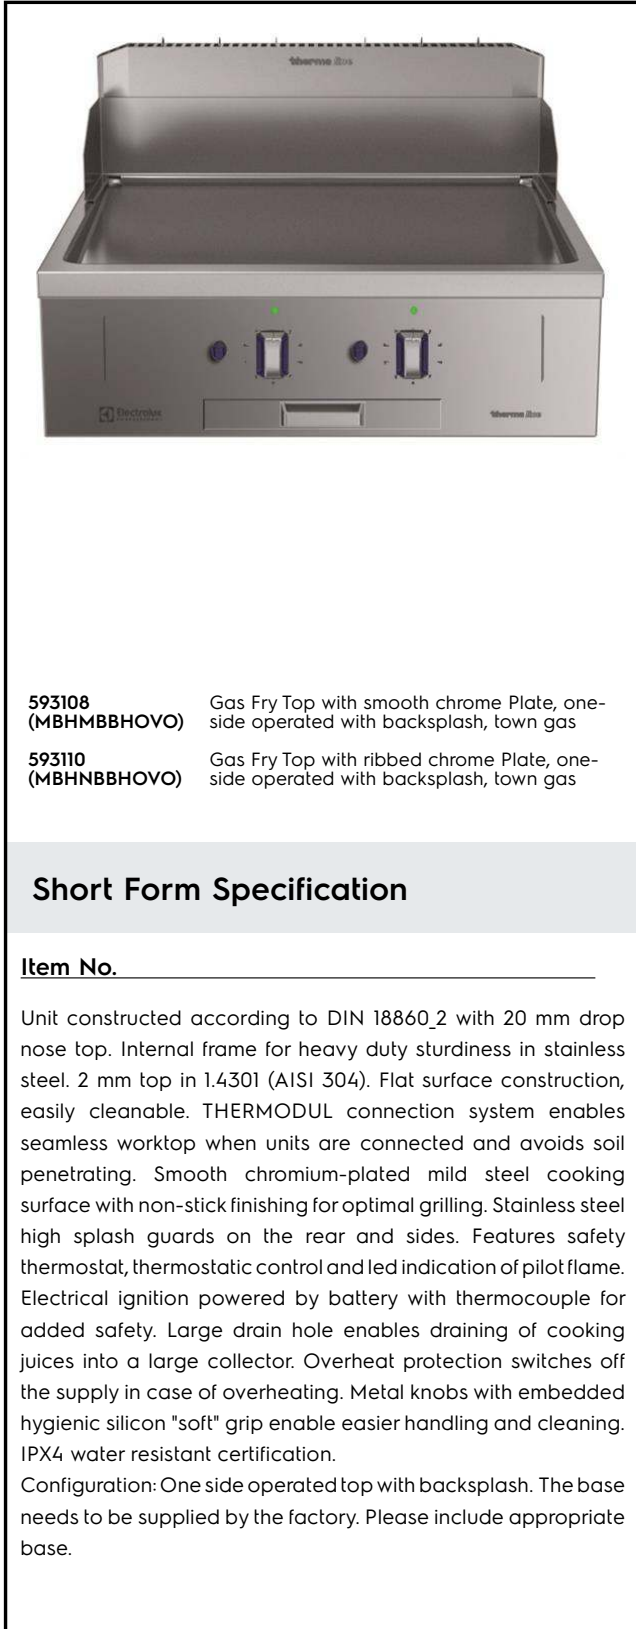 therma line
Electrolux
PROFESSIONAL
therma line
593108
(MBHMBBHOVO)
Gas Fry Top with smooth chrome Plate, one-
side operated with backsplash, town gas
593110
(MBHNBBHOVO)
Gas Fry Top with ribbed chrome Plate, one-
side operated with backsplash, town gas
Short Form Specification
Item No.
Unit constructed according to DIN 18860_2 with 20 mm drop
nose top. Internal frame for heavy duty sturdiness in stainless
steel. 2 mm top in 1.4301 (AISI 304). Flat surface construction,
easily cleanable. THERMODUL connection system enables
seamless worktop when units are connected and avoids soil
penetrating. Smooth chromium-plated mild steel cooking
surface with non-stick finishing for optimal grilling. Stainless steel
high splash guards on the rear and sides. Features safety
thermostat, thermostatic control and led indication of pilot flame.
Electrical ignition powered by battery with thermocouple for
added safety. Large drain hole enables draining of cooking
juices into a large collector. Overheat protection switches off
the supply in case of overheating. Metal knobs with embedded
hygienic silicon "soft" grip enable easier handling and cleaning.
IPX4 water resistant certification.
Configuration: One side operated top with backsplash. The base
needs to be supplied by the factory. Please include appropriate
base.